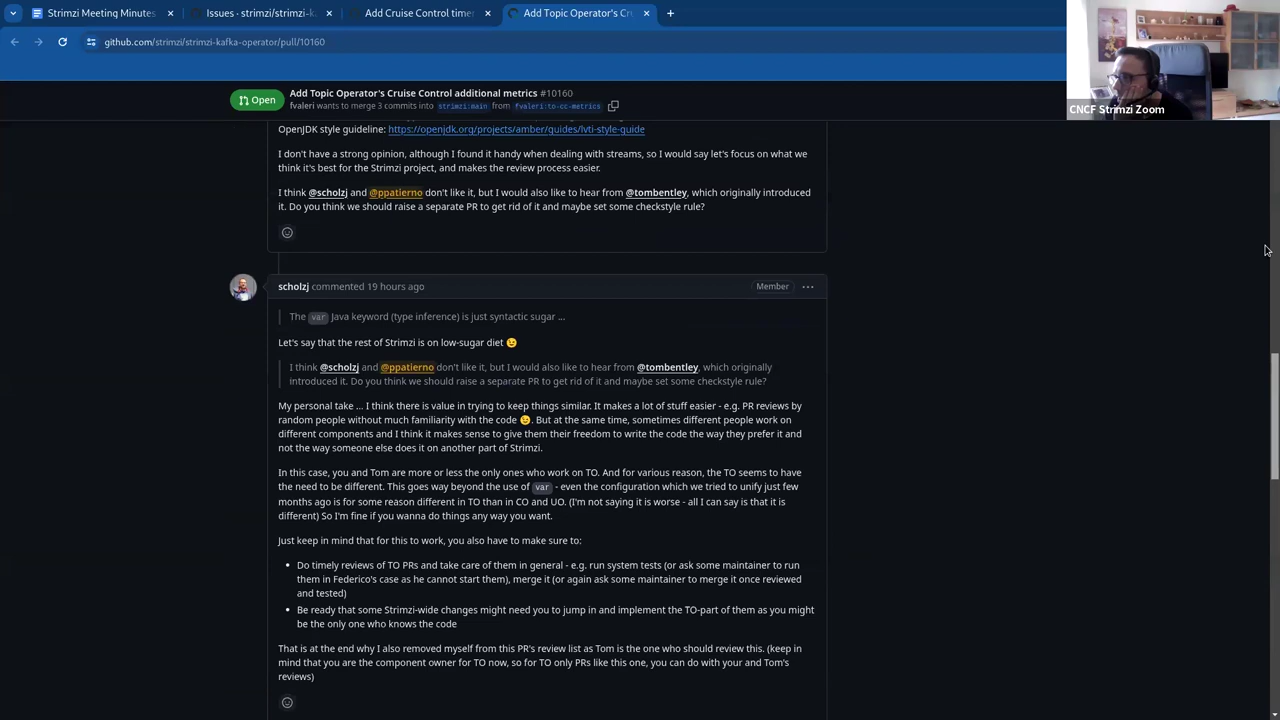 Strimzi Meeting Minutes
Issues · strimzi/strimzi-k
Add Cruise Control timer
Add Topic Operator's Cr
github.com/strimzi/strimzi-kafka-operator/pull/10160
CNCF Strimzi Zoom
Open
Add Topic Operator's Cruise Control additional metrics #10160
fvaleri wants to merge 3 commits into strimzi:main from fvaleri:to-cc-metrics
OpenJDK style guideline: https://openjdk.org/projects/amber/guides/lvti-style-guide
I don't have a strong opinion, although I found it handy when dealing with streams, so I would say let's focus on what we
think it's best for the Strimzi project, and makes the review process easier.
I think @scholzj and @ppatierno don't like it, but I would also like to hear from @tombentley, which originally introduced
it. Do you think we should raise a separate PR to get rid of it and maybe set some checkstyle rule?
scholzj commented 19 hours ago
Member
The var Java keyword (type inference) is just syntactic sugar ...
Let's say that the rest of Strimzi is on low-sugar diet 😉
I think @scholzj and @ppatierno don't like it, but I would also like to hear from @tombentley, which originally
introduced it. Do you think we should raise a separate PR to get rid of it and maybe set some checkstyle rule?
My personal take ... I think there is value in trying to keep things similar. It makes a lot of stuff easier - e.g. PR reviews by
random people without much familiarity with the code 😉. But at the same time, sometimes different people work on
different components and I think it makes sense to give them their freedom to write the code the way they prefer it and
not the way someone else does it on another part of Strimzi.
In this case, you and Tom are more or less the only ones who work on TO. And for various reason, the TO seems to have
the need to be different. This goes way beyond the use of var - even the configuration which we tried to unify just few
months ago is for some reason different in TO than in CO and UO. (I'm not saying it is worse - all I can say is that it is
different) So I'm fine if you wanna do things any way you want.
Just keep in mind that for this to work, you also have to make sure to:
• Do timely reviews of TO PRs and take care of them in general - e.g. run system tests (or ask some maintainer to run
them in Federico's case as he cannot start them), merge it (or again ask some maintainer to merge it once reviewed
and tested)
• Be ready that some Strimzi-wide changes might need you to jump in and implement the TO-part of them as you might
be the only one who knows the code
That is at the end why I also removed myself from this PR's review list as Tom is the one who should review this. (keep in
mind that you are the component owner for TO now, so for TO only PRs like this one, you can do with your and Tom's
reviews)